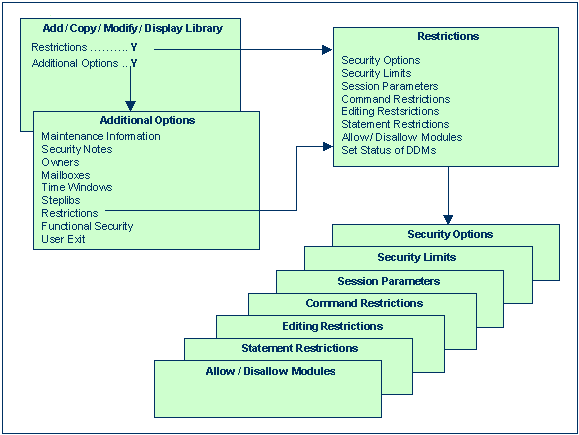 Add / Copy / Modify / Display Library
Restrictions .......... Y
Additional Options ... Y
Additional Options
Maintenance Information
Security Notes
Owners
Mailboxes
Time Windows
Steplibs
Restrictions
Functional Security
User Exit
Restrictions
Security Options
Security Limits
Session Parameters
Command Restrictions
Editing Restsrictions
Statement Restrictions
Allow / Disallow Modules
Set Status of DDMs
Security Options
Security Limits
Session Parameters
Command Restrictions
Editing Restrictions
Statement Restrictions
Allow / Disallow Modules